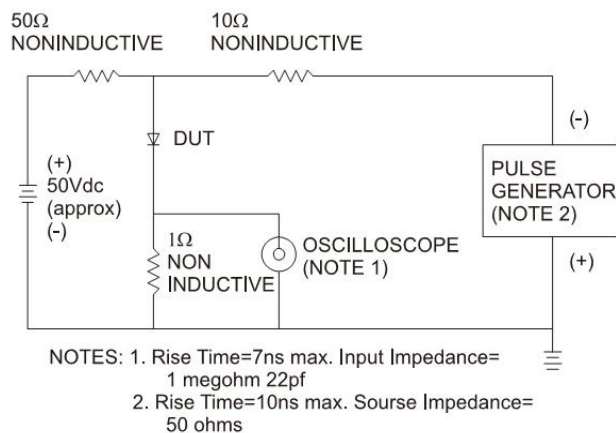 50Ω
NONINDUCTIVE
10Ω
NONINDUCTIVE
DUT
(+)
50Vdc
(approx)
(-)
1Ω
NON
INDUCTIVE
OSCILLOSCOPE
(NOTE 1)
(-)
PULSE
GENERATOR
(NOTE 2)
(+)
NOTES: 1. Rise Time=7ns max. Input Impedance=
1 megohm 22pf
2. Rise Time=10ns max. Sourse Impedance=
50 ohms